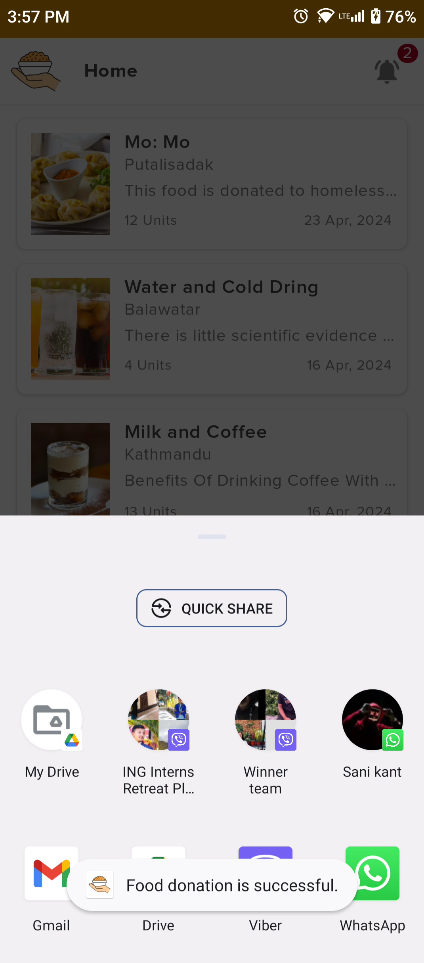 3:57 PM
LTE
76%
Home
2
Mo: Mo
Putalisadak
This food is donated to homeless...
12 Units
23 Apr, 2024
Water and Cold Dring
Balawatar
There is little scientific evidence ...
4 Units
16 Apr, 2024
Milk and Coffee
Kathmandu
Benefits Of Drinking Coffee With ...
13 Units
16 Apr, 2024
QUICK SHARE
My Drive
ING Interns
Retreat Pl...
Winner
team
Sani kant
Food donation is successful.
Gmail
Drive
Viber
WhatsApp